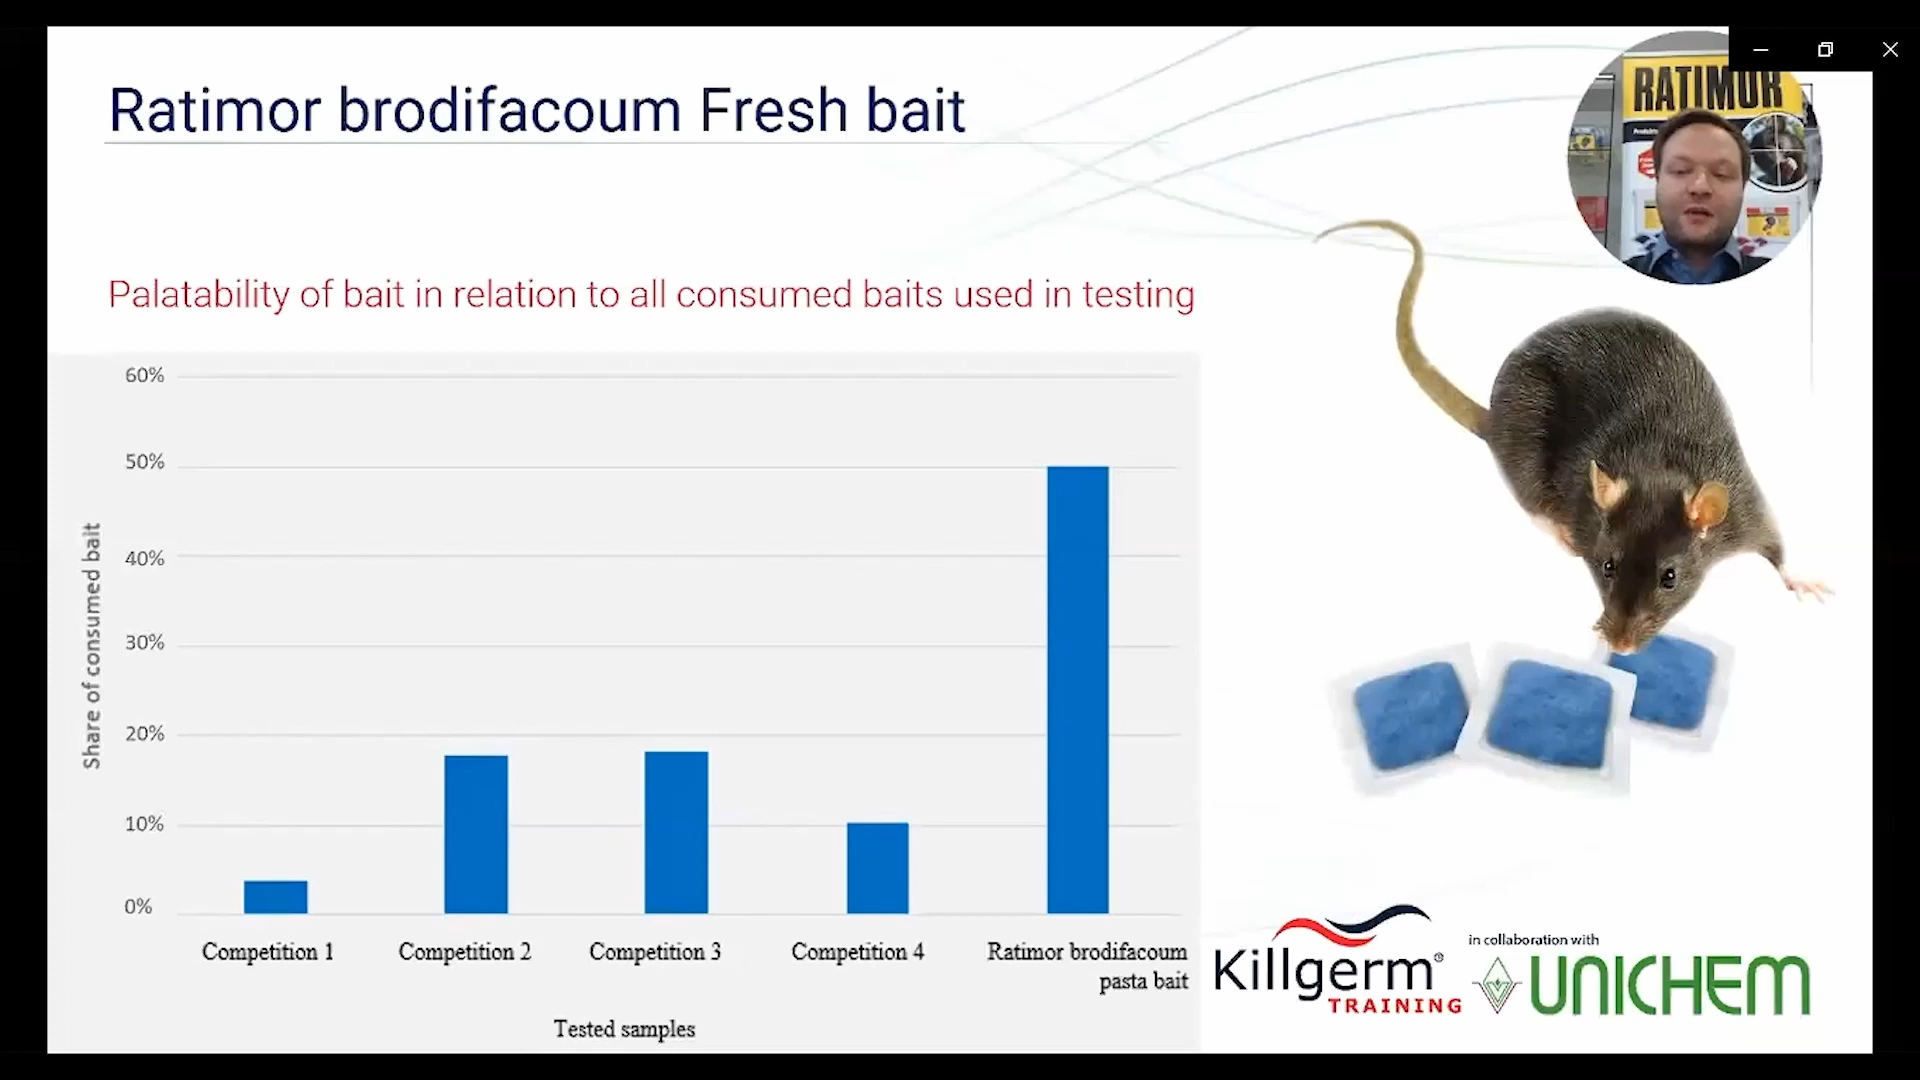 Ratimor brodifacoum Fresh bait
RATIMOR
Palatability of bait in relation to all consumed baits used in testing
60%
50%
40%
30%
20%
10%
0%
Share of consumed bait
Competition 1
Competition 2
Competition 3
Competition 4
Ratimor brodifacoum
pasta bait
Tested samples
Killgerm®
TRAINING
in collaboration with
UNICHEM